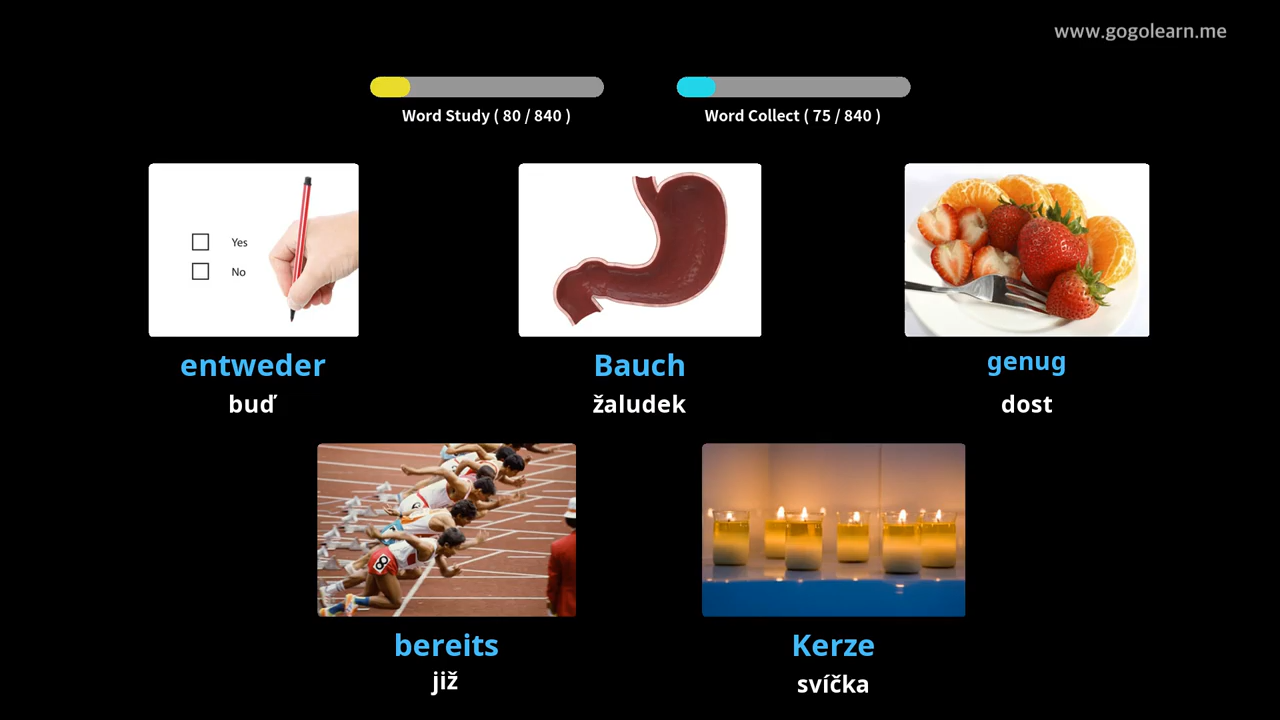 www.gogolearn.me
Word Study ( 80 / 840 )
Word Collect ( 75 / 840 )
Yes
No
entweder
buď
Bauch
žaludek
genug
dost
8
bereits
již
Kerze
svíčka